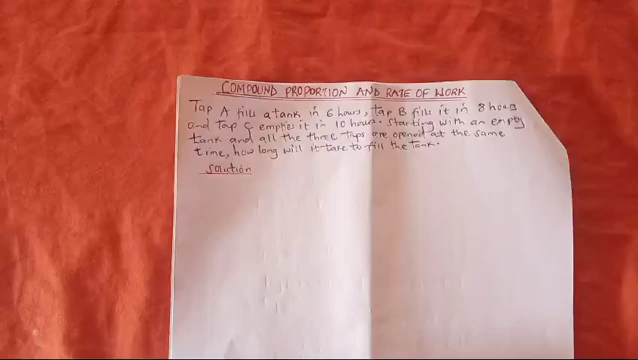 COMPOUND PROPORTION AND RATE OF WORK
Tap A fills a tank in 6 hours, tap B fills it in 8 hours
and Tap C empties it in 10 hours. Starting with an empty
tank and all the three taps are opened at the same
time, how long will it take to fill the tank.
Solution